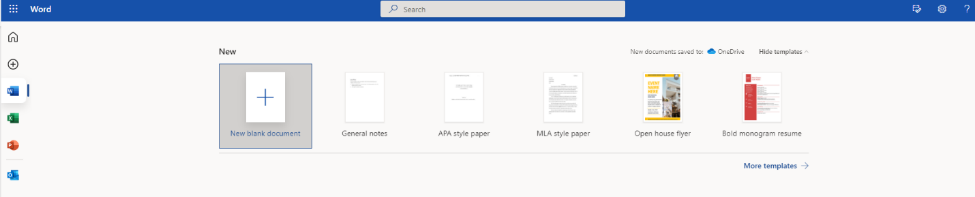 Word
Search
New
New documents saved to: OneDrive
Hide templates
New blank document
General notes
APA style paper
MLA style paper
Open house flyer
Bold monogram resume
More templates